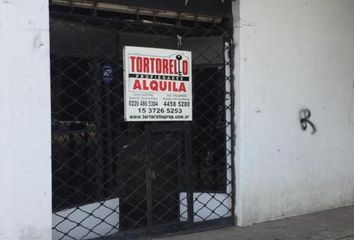 TORTORELLO
PROPIEDADES
ALQUILA
0220 486 5304 4458 5280
15 3726 5253
www.tortorelloprop.com.ar
R